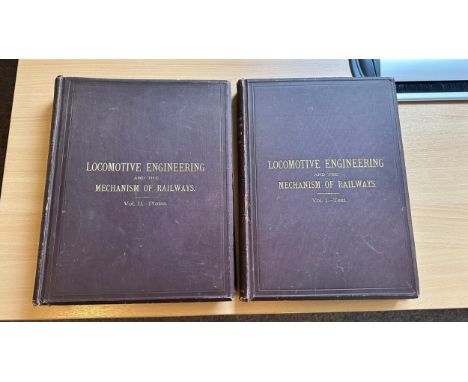 LOCOMOTIVE ENGINEERING
AND THE
MECHANISM OF RAILWAYS.
VOL. II.—Plates.
LOCOMOTIVE ENGINEERING
AND THE
MECHANISM OF RAILWAYS.
VOL. I.—Text.